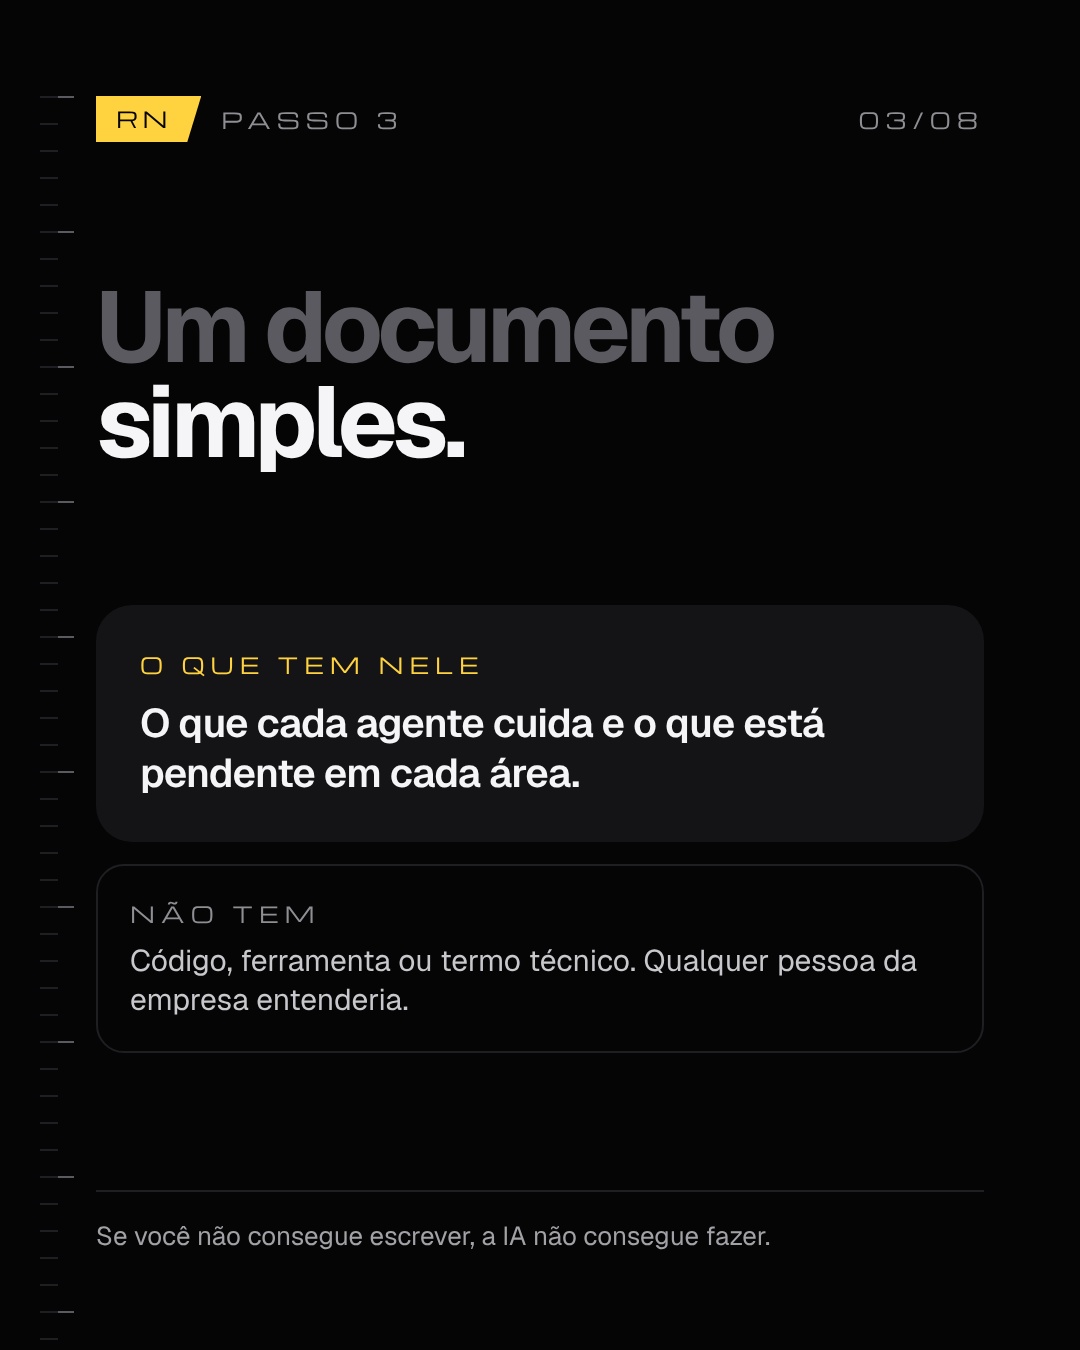 RN PASSO 3 03/08
Um documento
simples.
O QUE TEM NELE
O que cada agente cuida e o que está
pendente em cada área.
NÃO TEM
Código, ferramenta ou termo técnico. Qualquer pessoa da
empresa entenderia.
Se você não consegue escrever, a IA não consegue fazer.